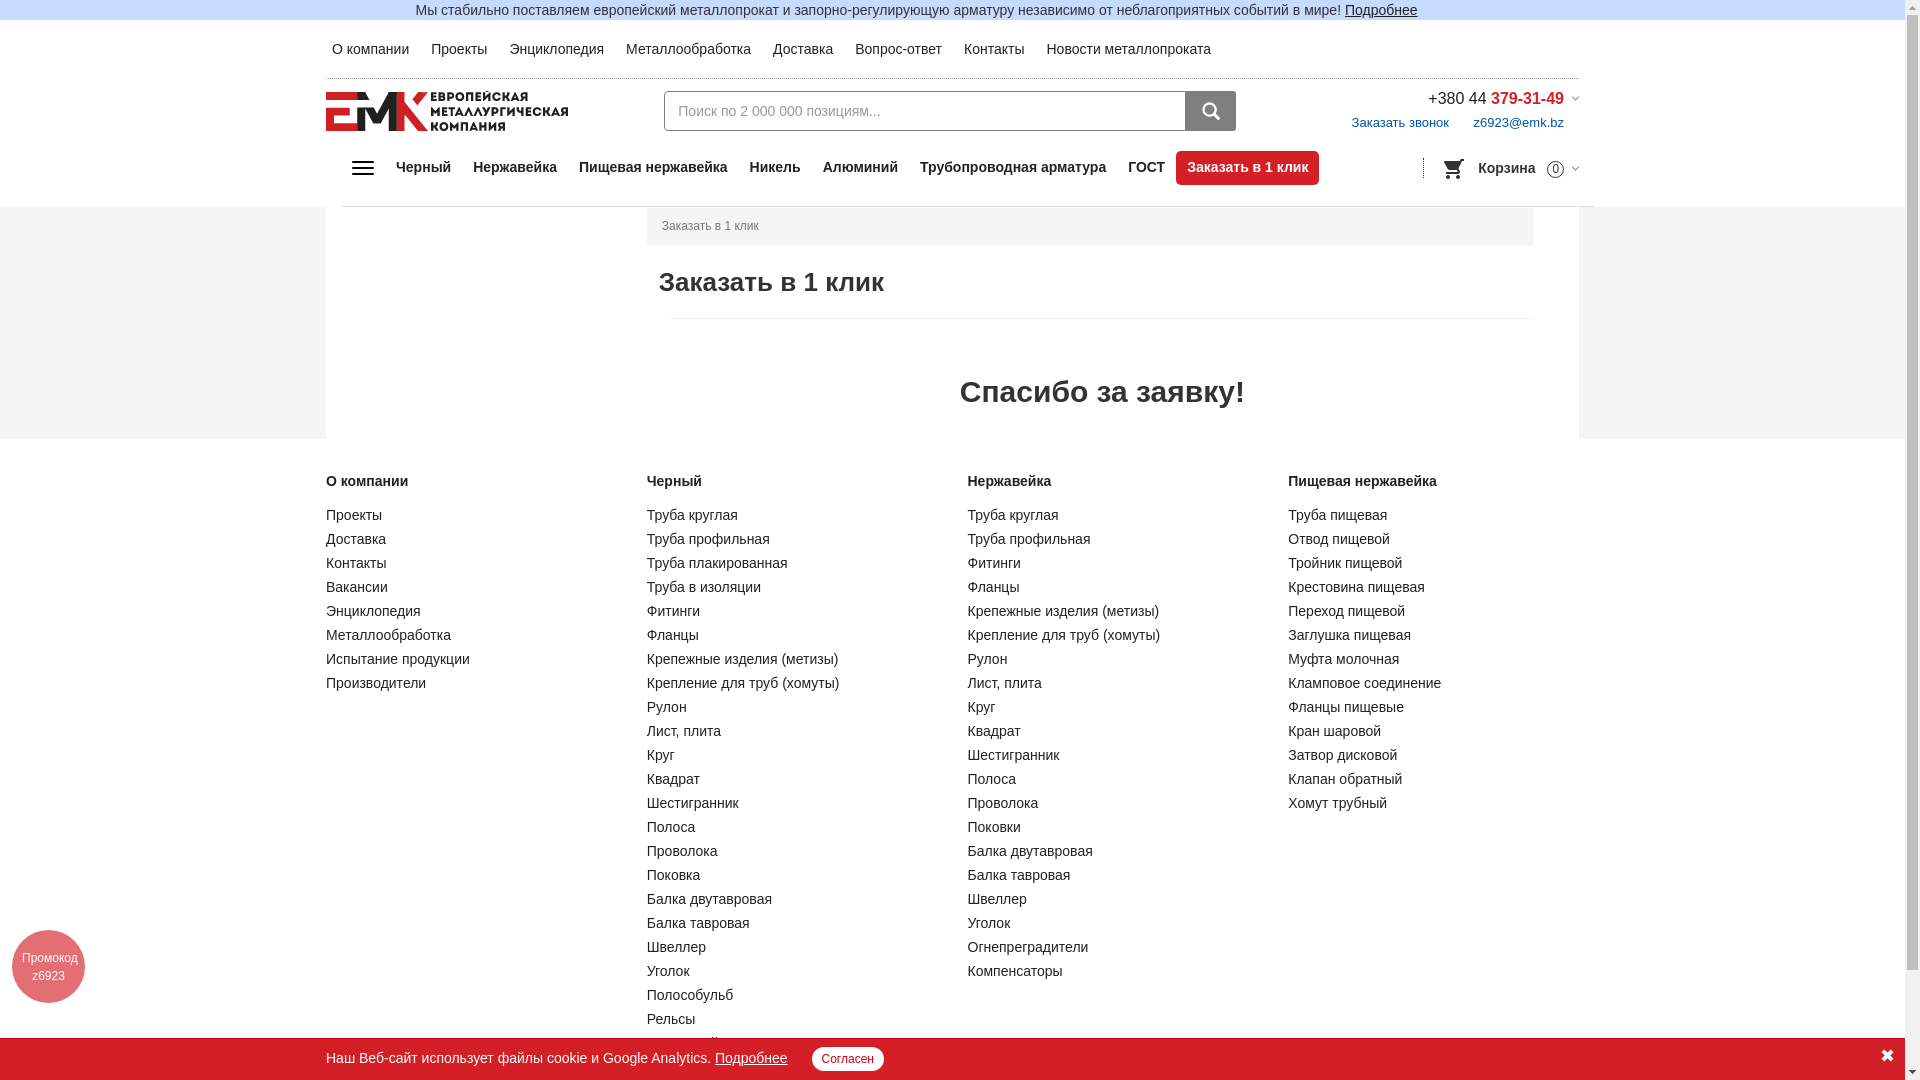 Мы стабильно поставляем европейский металлопрокат и запорно-регулирующую арматуру независимо от неблагоприятных событий в мире! Подробнее
О компании Проекты Энциклопедия Металлообработка Доставка Вопрос-ответ Контакты Новости металлопроката
ЕМК ЕВРОПЕЙСКАЯ
МЕТАЛЛУРГИЧЕСКАЯ
КОМПАНИЯ
Поиск по 2 000 000 позициям...
+380 44 379-31-49
Заказать звонок z6923@emk.bz
Черный Нержавейка Пищевая нержавейка Никель Алюминий Трубопроводная арматура ГОСТ Заказать в 1 клик
Корзина 0
Заказать в 1 клик
Заказать в 1 клик
Спасибо за заявку!
О компании
Проекты
Доставка
Контакты
Вакансии
Энциклопедия
Металлообработка
Испытание продукции
Производители
Черный
Труба круглая
Труба профильная
Труба плакированная
Труба в изоляции
Фитинги
Фланцы
Крепежные изделия (метизы)
Крепление для труб (хомуты)
Рулон
Лист, плита
Круг
Квадрат
Шестигранник
Полоса
Проволока
Поковка
Балка двутавровая
Балка тавровая
Швеллер
Уголок
Полособульб
Рельсы
Нержавейка
Труба круглая
Труба профильная
Фитинги
Фланцы
Крепежные изделия (метизы)
Крепление для труб (хомуты)
Рулон
Лист, плита
Круг
Квадрат
Шестигранник
Полоса
Проволока
Поковки
Балка двутавровая
Балка тавровая
Швеллер
Уголок
Огнепреградители
Компенсаторы
Пищевая нержавейка
Труба пищевая
Отвод пищевой
Тройник пищевой
Крестовина пищевая
Переход пищевой
Заглушка пищевая
Муфта молочная
Кламповое соединение
Фланцы пищевые
Кран шаровой
Затвор дисковой
Клапан обратный
Хомут трубный
Промокод
z6923
Наш Веб-сайт использует файлы cookie и Google Analytics. Подробнее Согласен